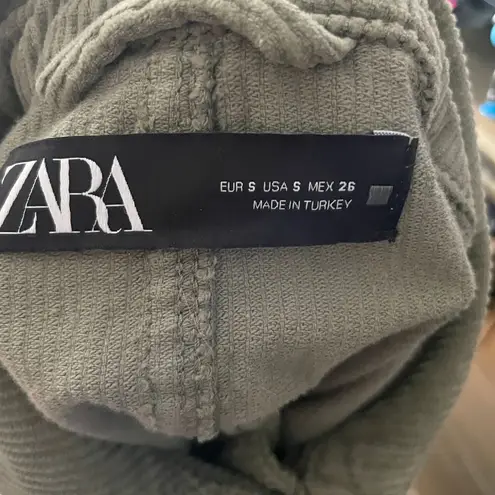 ZARA
EUR S USA S MEX 26
MADE IN TURKEY